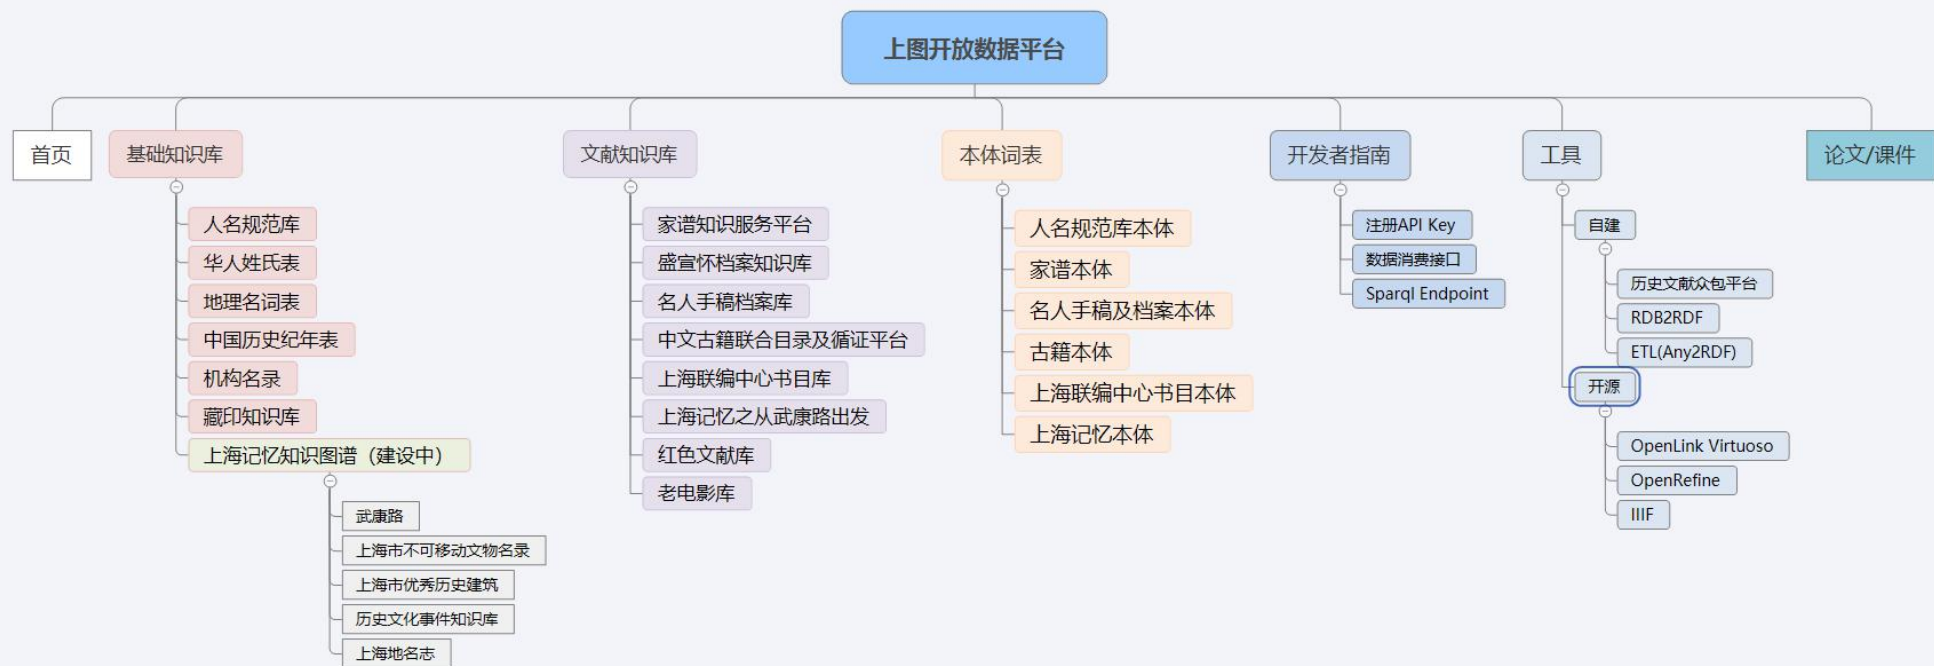 上图开放数据平台
首页
基础知识库
人名规范库
华人姓氏表
地理名词表
中国历史纪年表
机构名录
藏印知识库
上海记忆知识图谱（建设中）
武康路
上海市不可移动文物名录
上海市优秀历史建筑
历史文化事件知识库
上海地名志
文献知识库
家谱知识服务平台
盛宣怀档案知识库
名人手稿档案库
中文古籍联合目录及循证平台
上海联编中心书目库
上海记忆之从武康路出发
红色文献库
老电影库
本体词表
人名规范库本体
家谱本体
名人手稿及档案本体
古籍本体
上海联编中心书目本体
上海记忆本体
开发者指南
注册API Key
数据消费接口
Sparql Endpoint
工具
自建
历史文献众包平台
RDB2RDF
ETL(Any2RDF)
开源
OpenLink Virtuoso
OpenRefine
IIIF
论文/课件